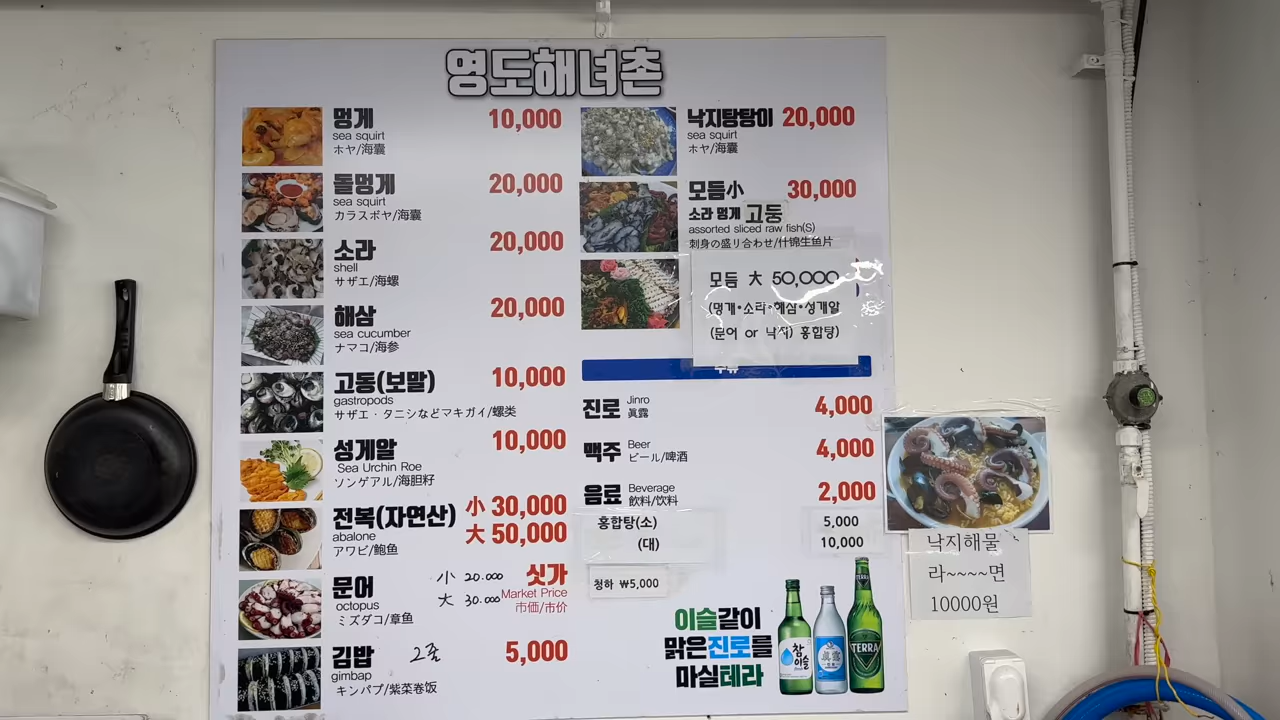 영도해녀촌
멍게 10,000
sea squirt
ホヤ/海囊
돌멍게 20,000
sea squirt
カラスボヤ/海囊
소라 20,000
shell
サザエ/海螺
해삼 20,000
sea cucumber
ナマコ/海参
고동(보말) 10,000
gastropods
サザエ・タニシなどマキガイ/螺类
성게알 10,000
Sea Urchin Roe
ソンゲアル/海胆籽
전복(자연산) 小 30,000
大 50,000
abalone
アワビ/鲍鱼
문어 小 20.000 싯가
octopus 大 30.000 Market Price
ミズダコ/章鱼 市価/市价
김밥 2줄 5,000
gimbap
キンパプ/紫菜卷饭
낙지탕탕이 20,000
sea squirt
ホヤ/海囊
모듬小 30,000
소라 멍게 고둥
assorted sliced raw fish(S)
刺身の盛り合わせ/什锦生鱼片
모듬 大 50,000
(멍개•소라•해삼•성게알
(문어 or 낙지) 홍합탕)
주류
진로 Jinro 4,000
眞露
맥주 Beer 4,000
ビール/啤酒
음료 Beverage 2,000
飲料/饮料
홍합탕(소) 5,000
(대) 10,000
청하 ₩5,000
이슬같이
맑은진로를
마실테라
참이슬
眞露
TERRA
TERRA
낙지해물
라~~~~면
10000원